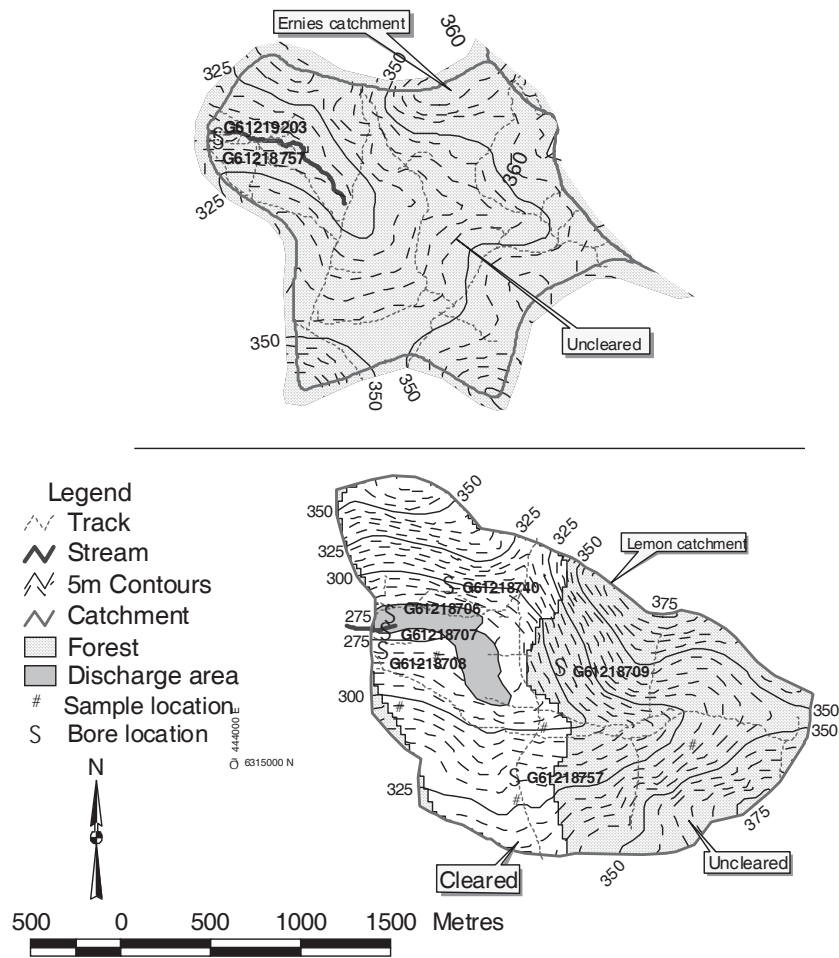 Ernies catchment
360
350
325
G61219203
G61218757
360
325
Uncleared
350
350
350
Legend
Track
Stream
5m Contours
Catchment
Forest
Discharge area
# Sample location
S Bore location
444000 E
6315000 N
N
500 0 500 1000 1500 Metres
350
350
325
325
350
Lemon catchment
325
300
S G61218740
375
S G61218706
275
S G61218707
275
S G61218708
S G61218709
300
350
350
S G61218757
325
375
Uncleared
Cleared
350